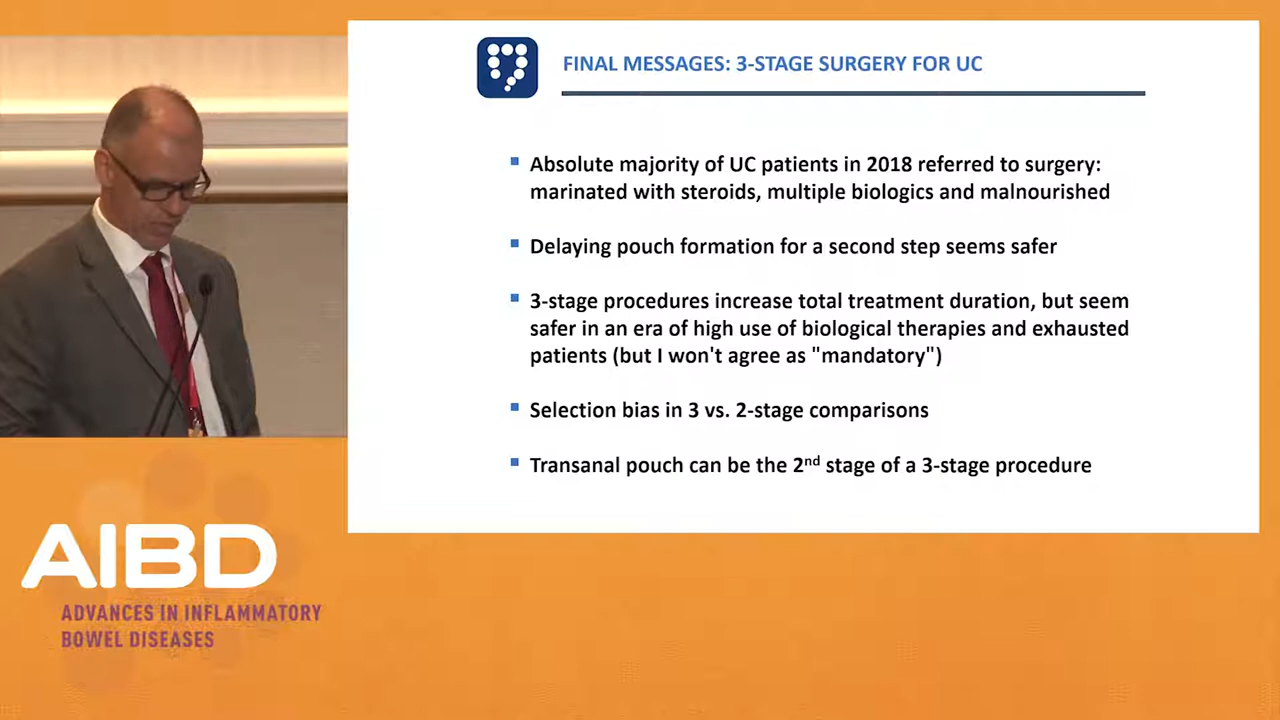 FINAL MESSAGES: 3-STAGE SURGERY FOR UC
Absolute majority of UC patients in 2018 referred to surgery:
marinated with steroids, multiple biologics and malnourished
Delaying pouch formation for a second step seems safer
3-stage procedures increase total treatment duration, but seem
safer in an era of high use of biological therapies and exhausted
patients (but I won't agree as "mandatory")
Selection bias in 3 vs. 2-stage comparisons
Transanal pouch can be the 2nd stage of a 3-stage procedure
AIBD
ADVANCES IN INFLAMMATORY
BOWEL DISEASES